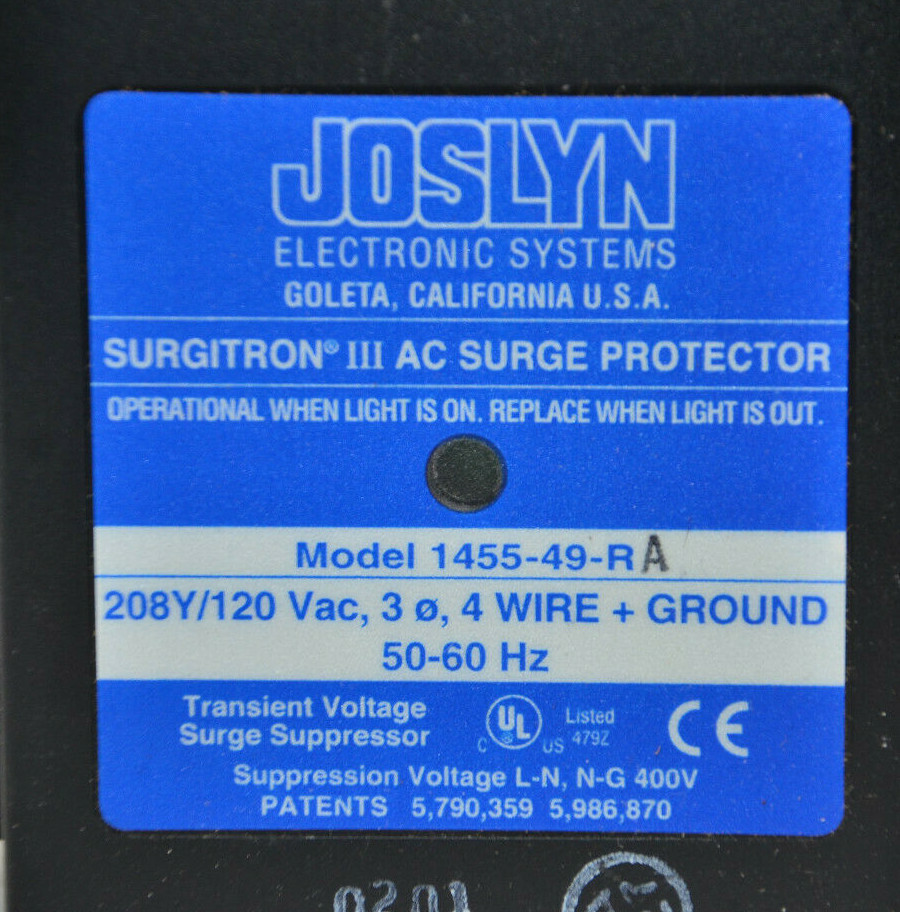 JOSLYN
ELECTRONIC SYSTEMS
GOLETA, CALIFORNIA U.S.A.
SURGITRON® III AC SURGE PROTECTOR
OPERATIONAL WHEN LIGHT IS ON. REPLACE WHEN LIGHT IS OUT.
Model 1455-49-RA
208Y/120 Vac, 3 ø, 4 WIRE + GROUND
50-60 Hz
Transient Voltage
Surge Suppressor
C UL® US
Listed
479Z
CE
Suppression Voltage L-N, N-G 400V
PATENTS 5,790,359 5,986,870